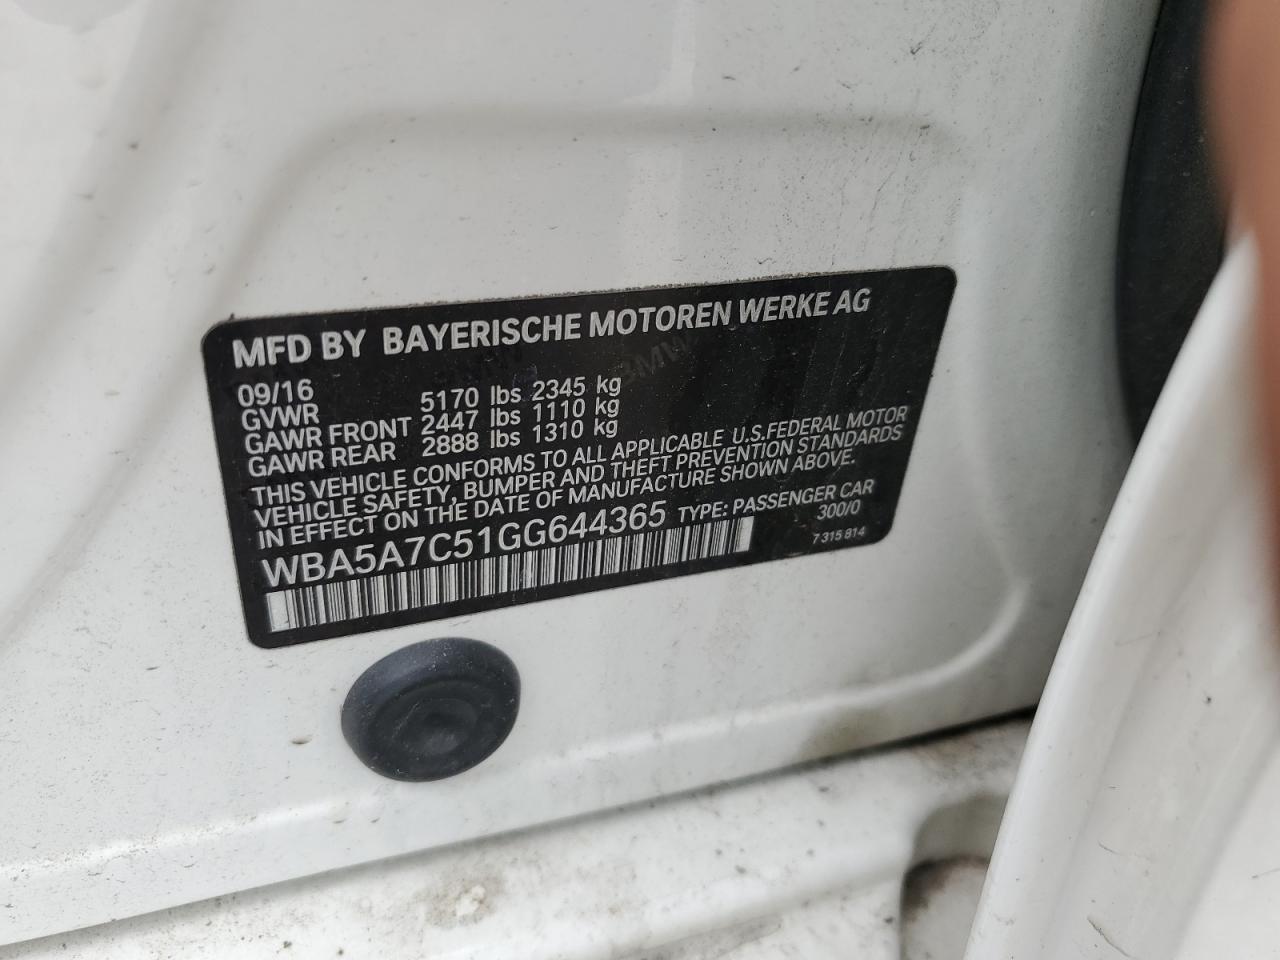 MFD BY BAYERISCHE MOTOREN WERKE AG
09/16
GVWR 5170 lbs 2345 kg
GAWR FRONT 2447 lbs 1110 kg
GAWR REAR 2888 lbs 1310 kg
THIS VEHICLE CONFORMS TO ALL APPLICABLE U.S.FEDERAL MOTOR
VEHICLE SAFETY, BUMPER AND THEFT PREVENTION STANDARDS
IN EFFECT ON THE DATE OF MANUFACTURE SHOWN ABOVE.
WBA5A7C51GG644365 TYPE: PASSENGER CAR
300/0
7 315 814